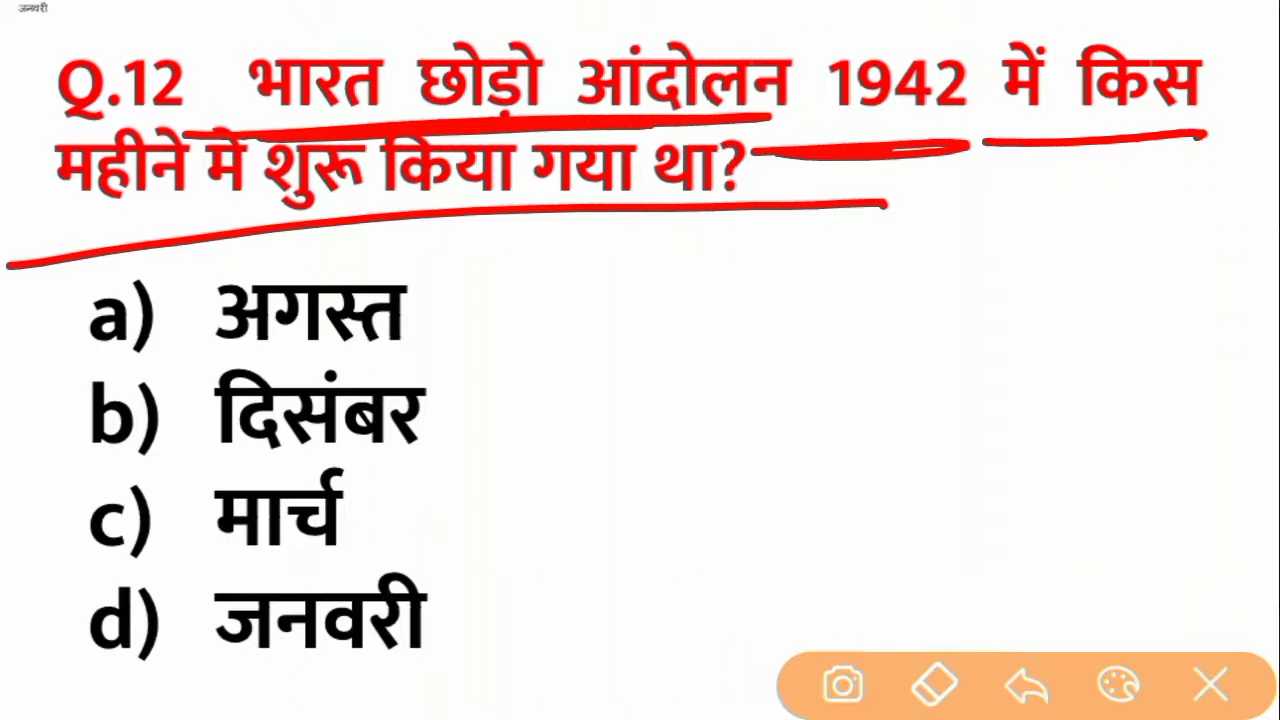 जनवरी
Q.12 भारत छोड़ो आंदोलन 1942 में किस
महीने में शुरू किया गया था?
a) अगस्त
b) दिसंबर
c) मार्च
d) जनवरी